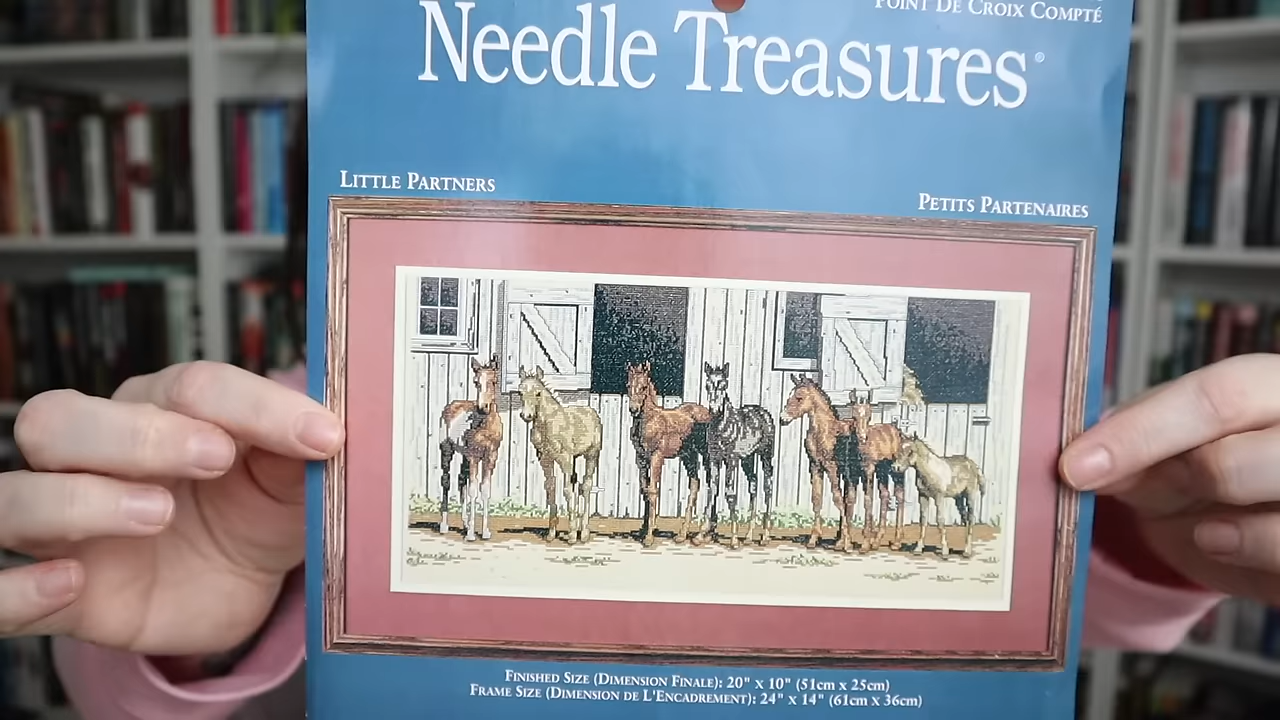 POINT DE CROIX COMPTÉ
Needle Treasures®
LITTLE PARTNERS
PETITS PARTENAIRES
FINISHED SIZE (DIMENSION FINALE): 20" x 10" (51cm x 25cm)
FRAME SIZE (DIMENSION DE L'ENCADREMENT): 24" x 14" (61cm x 36cm)